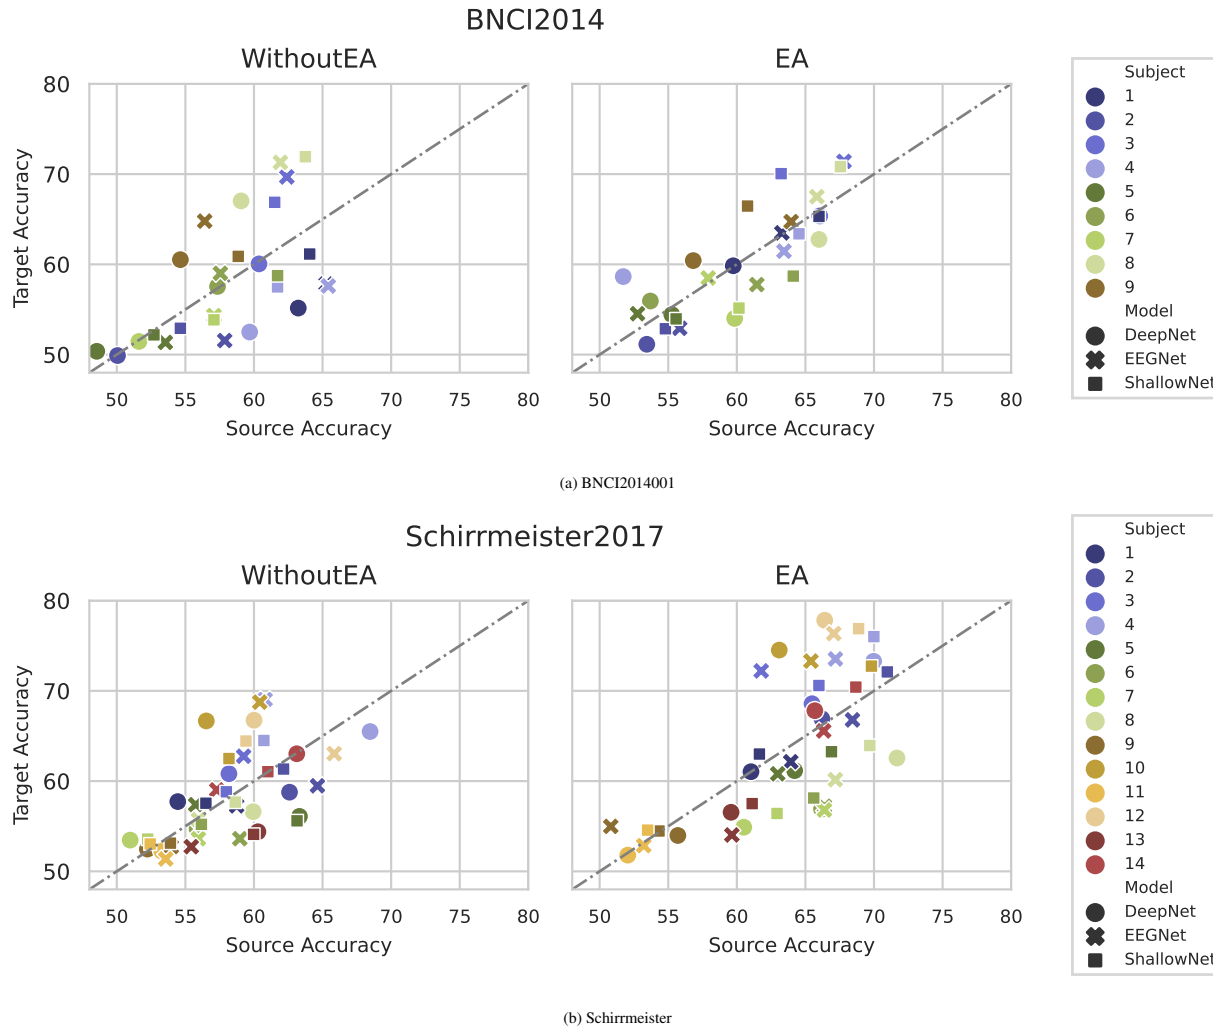 BNCI2014
WithoutEA
EA
Target Accuracy
80
70
60
50
50 55 60 65 70 75 80
Source Accuracy
50 55 60 65 70 75 80
Source Accuracy
Subject
1
2
3
4
5
6
7
8
9
Model
DeepNet
EEGNet
ShallowNet
(a) BNCI2014001
Schirrmeister2017
WithoutEA
EA
Target Accuracy
80
70
60
50
50 55 60 65 70 75 80
Source Accuracy
50 55 60 65 70 75 80
Source Accuracy
Subject
1
2
3
4
5
6
7
8
9
10
11
12
13
14
Model
DeepNet
EEGNet
ShallowNet
(b) Schirrmeister